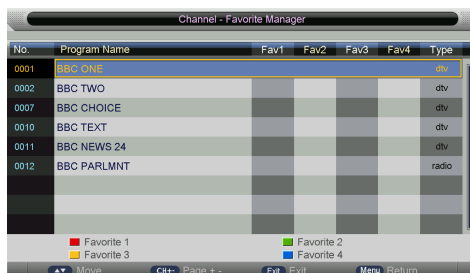 Channel - Favorite Manager
No. Program Name Fav1 Fav2 Fav3 Fav4 Type
0001 BBC ONE dtv
0002 BBC TWO dtv
0007 BBC CHOICE dtv
0010 BBC TEXT dtv
0011 BBC NEWS 24 dtv
0012 BBC PARLMNT radio
Favorite 1 Favorite 2
Favorite 3 Favorite 4
▲▼ Move CH+- Page + - Exit Exit Menu Return